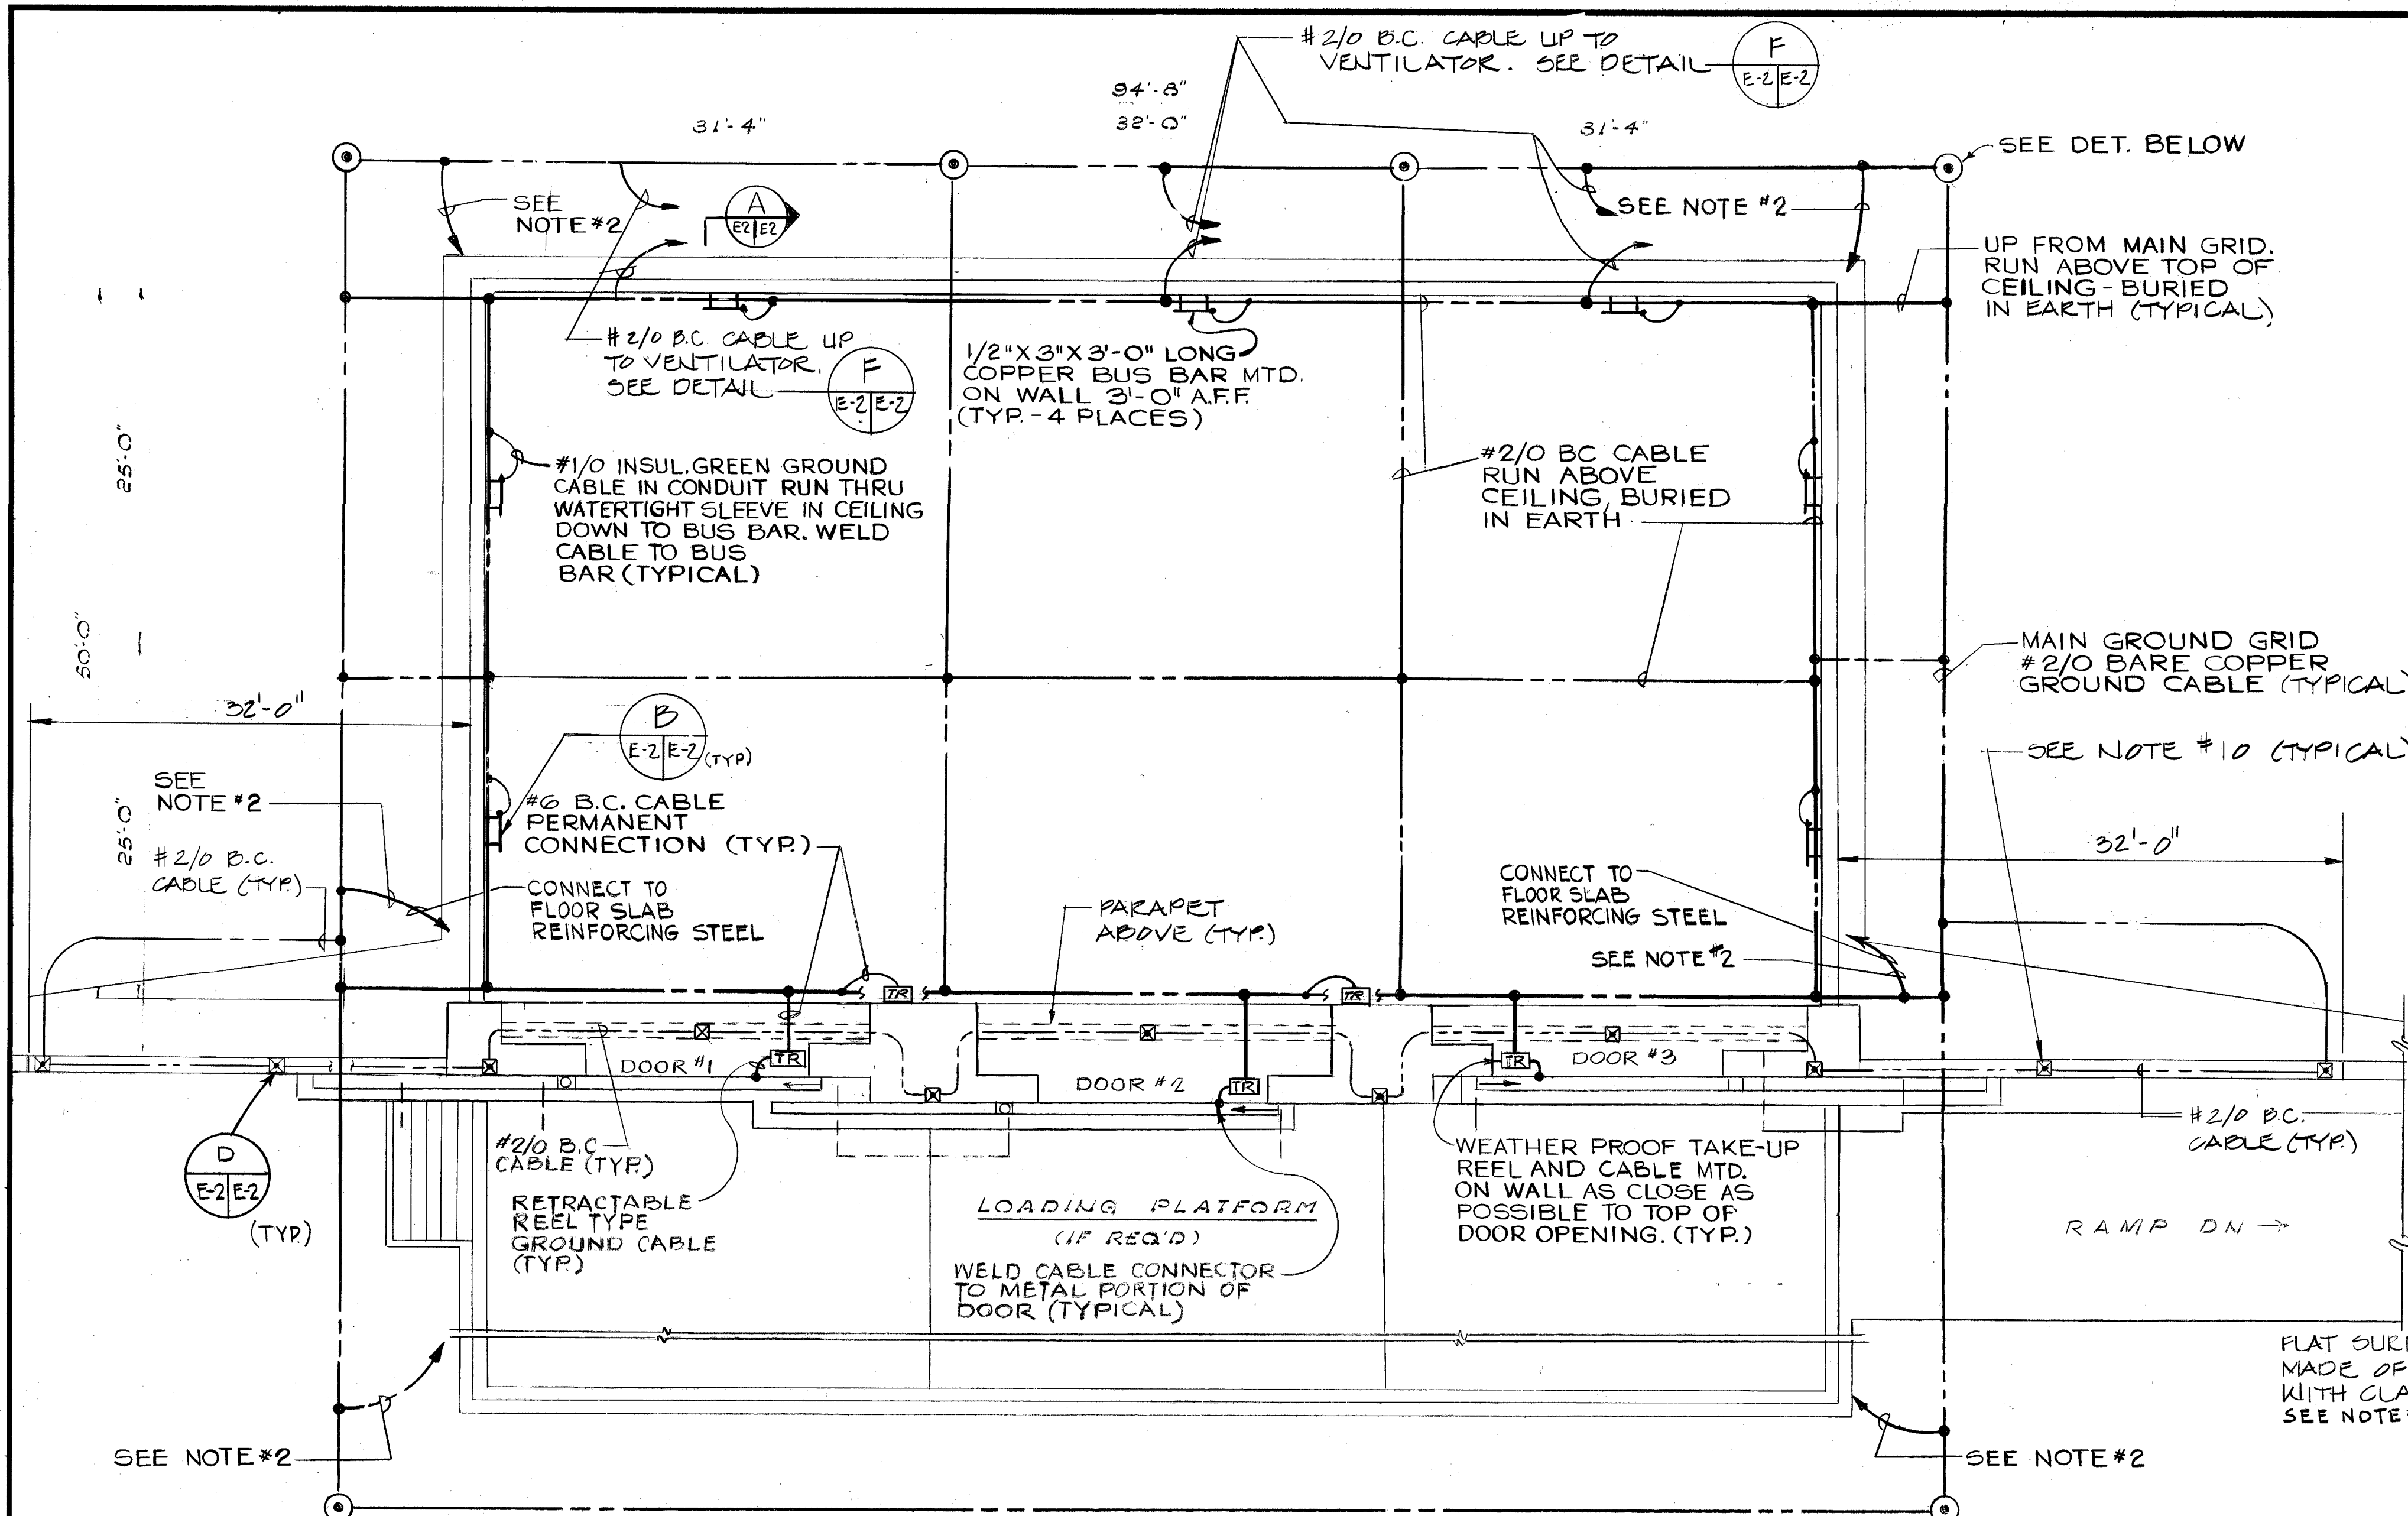 #2/0 B.C. CABLE UP TO
VENTILATOR. SEE DETAIL
F
E-2 E-2
94'-8"
31'-4"
32'-0"
31'-4"
SEE DET. BELOW
SEE
NOTE #2
A
E2 E2
SEE NOTE #2
UP FROM MAIN GRID.
RUN ABOVE TOP OF
CEILING-BURIED
IN EARTH (TYPICAL)
#2/0 B.C. CABLE UP
TO VENTILATOR.
SEE DETAIL
F
E-2 E-2
1/2"X3"X3'-0" LONG
COPPER BUS BAR MTD.
ON WALL 3'-0" A.F.F.
(TYP.-4 PLACES)
25'-0"
#1/0 INSUL. GREEN GROUND
CABLE IN CONDUIT RUN THRU
WATERTIGHT SLEEVE IN CEILING
DOWN TO BUS BAR. WELD
CABLE TO BUS
BAR (TYPICAL)
#2/0 BC CABLE
RUN ABOVE
CEILING, BURIED
IN EARTH
50'-0"
MAIN GROUND GRID
#2/0 BARE COPPER
GROUND CABLE (TYPICAL)
32'-0"
B
E-2 E-2
(TYP)
SEE NOTE #10 (TYPICAL)
SEE
NOTE #2
25'-0"
#2/0 B.C.
CABLE (TYP.)
#6 B.C. CABLE
PERMANENT
CONNECTION (TYP.)
32'-0"
CONNECT TO
FLOOR SLAB
REINFORCING STEEL
PARAPET
ABOVE (TYP.)
CONNECT TO
FLOOR SLAB
REINFORCING STEEL
SEE NOTE #2
TR
TR
DOOR #1
TR
DOOR #2
TR
TR
DOOR #3
D
E-2 E-2
(TYP.)
#2/0 B.C
CABLE (TYP.)
RETRACTABLE
REEL TYPE
GROUND CABLE
(TYP.)
LOADING PLATFORM
(IF REQ'D)
WELD CABLE CONNECTOR
TO METAL PORTION OF
DOOR (TYPICAL)
WEATHER PROOF TAKE-UP
REEL AND CABLE MTD.
ON WALL AS CLOSE AS
POSSIBLE TO TOP OF
DOOR OPENING. (TYP.)
#2/0 B.C.
CABLE (TYP.)
RAMP DN
FLAT
MADE OF
WITH
SEE NOTE
SEE NOTE #2
SEE NOTE #2